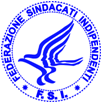 FEDERAZIONE SINDACATI INDIPENDENTI
F.S.I.